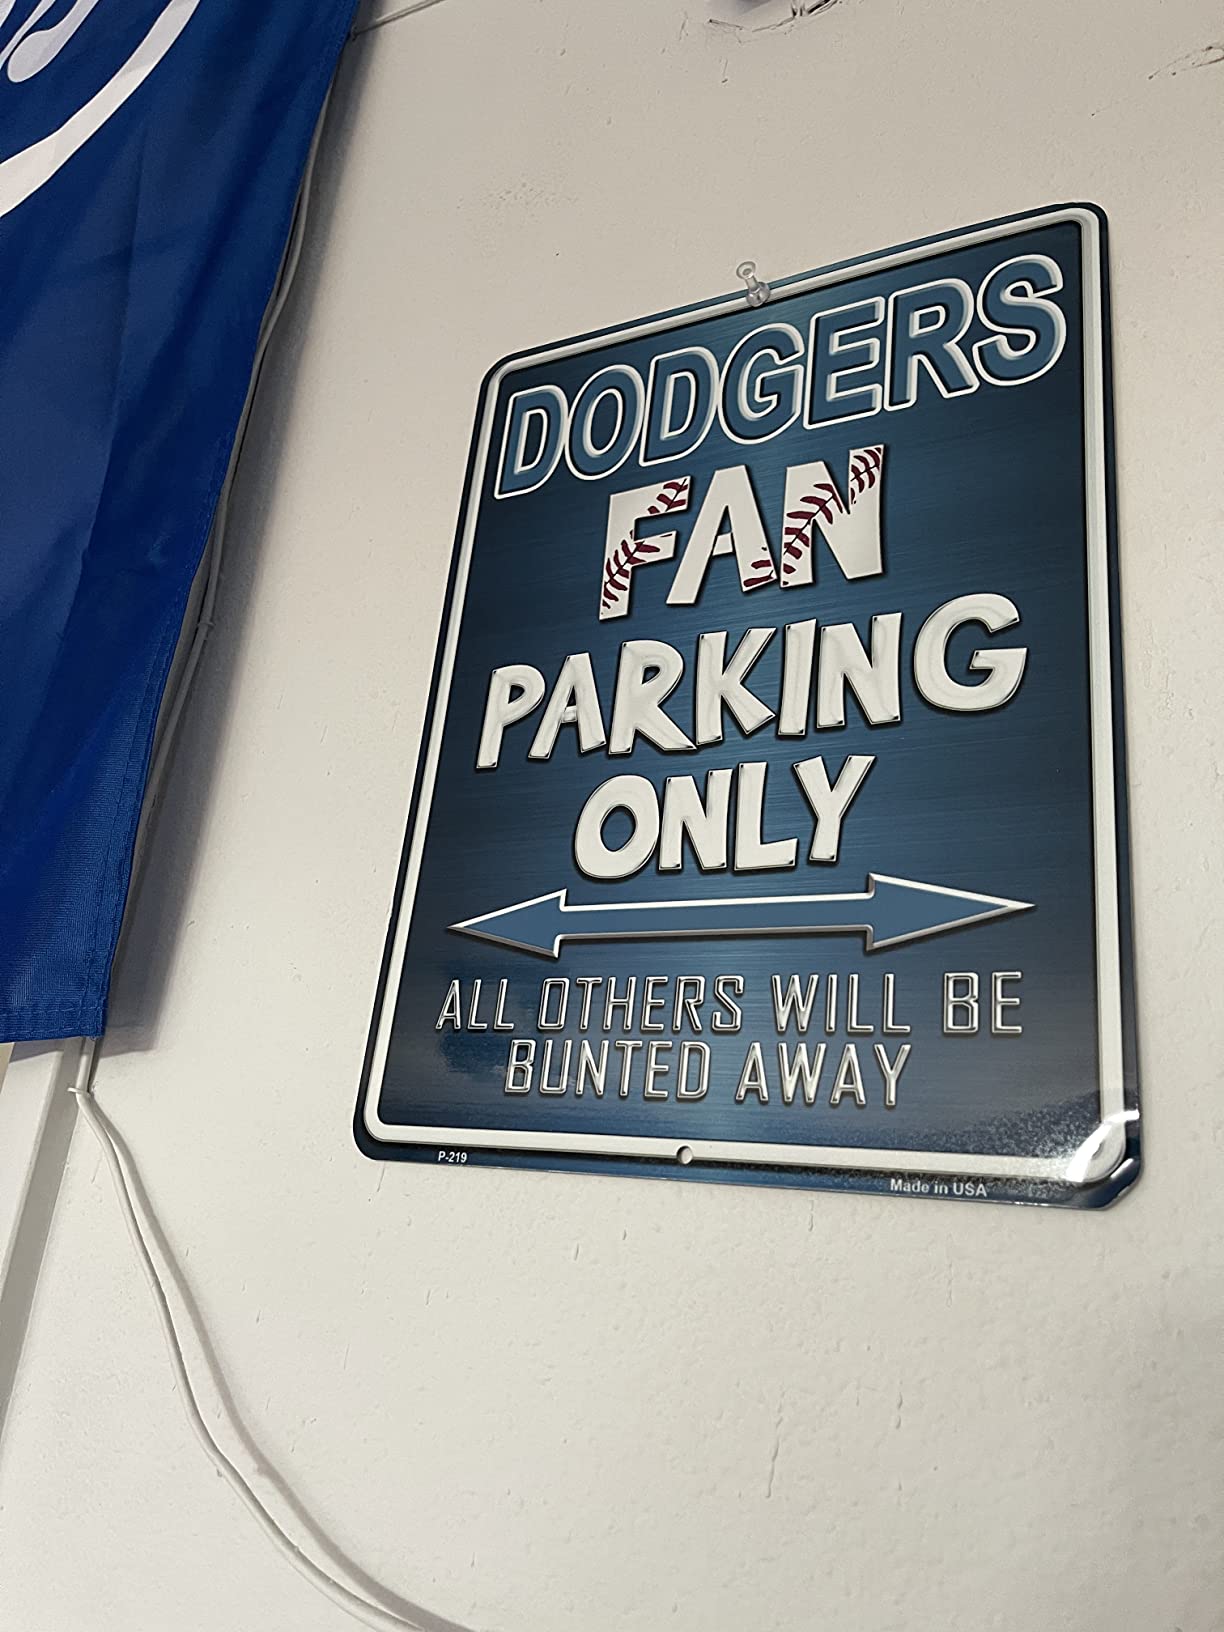 DODGERS
FAN
PARKING
ONLY
ALL OTHERS WILL BE
BUNTED AWAY
P-219
Made in USA